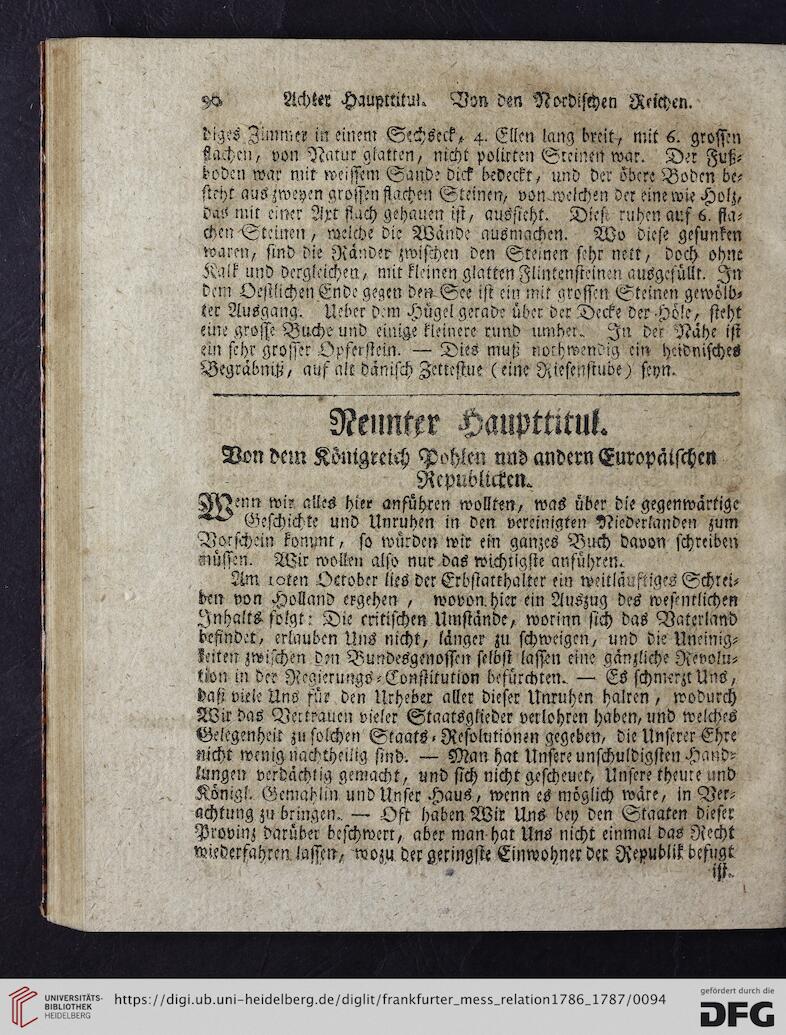 90 Achter Haupttitul. Von den Nordischen Reichen.
diges Zimmer in einem Sechseck, 4. Ellen lang breit, mit 6. grossen
flachen, von Natur glatten, nicht polirten Steinen war. Der Fuß-
boden war mit weissem Sande dick bedeckt, und der öbere Boden be-
steht aus zweyen grossen flachen Steinen, von welchen der eine wie Holz,
das mit einer Axt flach gehauen ist, aussieht. Diese ruhen auf 6. fla-
chen Steinen, welche die Wände ausmachen. Wo diese gesunken
waren, sind die Ränder zwischen den Steinen sehr nett, doch ohne
Kalk und dergleichen, mit kleinen glatten Flintensteinen ausgefüllt. In
dem Oestlichen Ende gegen den See ist ein mit grossen Steinen gewölb-
ter Ausgang. Ueber dem Hügel gerade über der Decke der Höle, steht
eine grosse Buche und einige kleinere rund umher. In der Nähe ist
ein sehr grosser Opferstein. — Dies muß nothwendig ein heidnisches
Begräbniß, auf alt dänisch Zettestue (eine Riesenstube) seyn.
Neunter Haupttitul.
Von dem Königreich Pohlen und andern Europäischen
Republicken.
Wenn wir alles hier anführen wollten, was über die gegenwärtige
Geschichte und Unruhen in den vereinigten Niederlanden zum
Vorschein kommt, so würden wir ein ganzes Buch davon schreiben
müssen. Wir wollen also nur das wichtigste anführen.
Am 10ten October lies der Erbstatthalter ein weitläuftiges Schrei-
ben von Holland ergehen, wovon hier ein Auszug des wesentlichen
Inhalts folgt: Die critischen Umstände, worinn sich das Vaterland
befindet, erlauben Uns nicht, länger zu schweigen, und die Uneinig-
keiten zwischen den Bundesgenossen selbst lassen eine gänzliche Revolu-
tion in der Regierungs-Constitution befürchten. — Es schmerzt Uns,
daß viele Uns für den Urheber aller dieser Unruhen halten, wodurch
Wir das Vertrauen vieler Staatsglieder verlohren haben, und welches
Gelegenheit zu solchen Staats-Resolutionen gegeben, die Unserer Ehre
nicht wenig nachtheilig sind. — Man hat Unsere unschuldigsten Hand-
lungen verdächtig gemacht, und sich nicht gescheuet, Unsere theure und
Königl. Gemahlin und Unser Haus, wenn es möglich wäre, in Ver-
achtung zu bringen. — Oft haben Wir Uns bey den Staaten dieser
Provinz darüber beschwert, aber man hat Uns nicht einmal das Recht
wiederfahren lassen, wozu der geringste Einwohner der Republik befugt
ist.
UNIVERSITÄTS-
BIBLIOTHEK
HEIDELBERG
https://digi.ub.uni-heidelberg.de/diglit/frankfurter_mess_relation1786_1787/0094
gefördert durch die
DFG